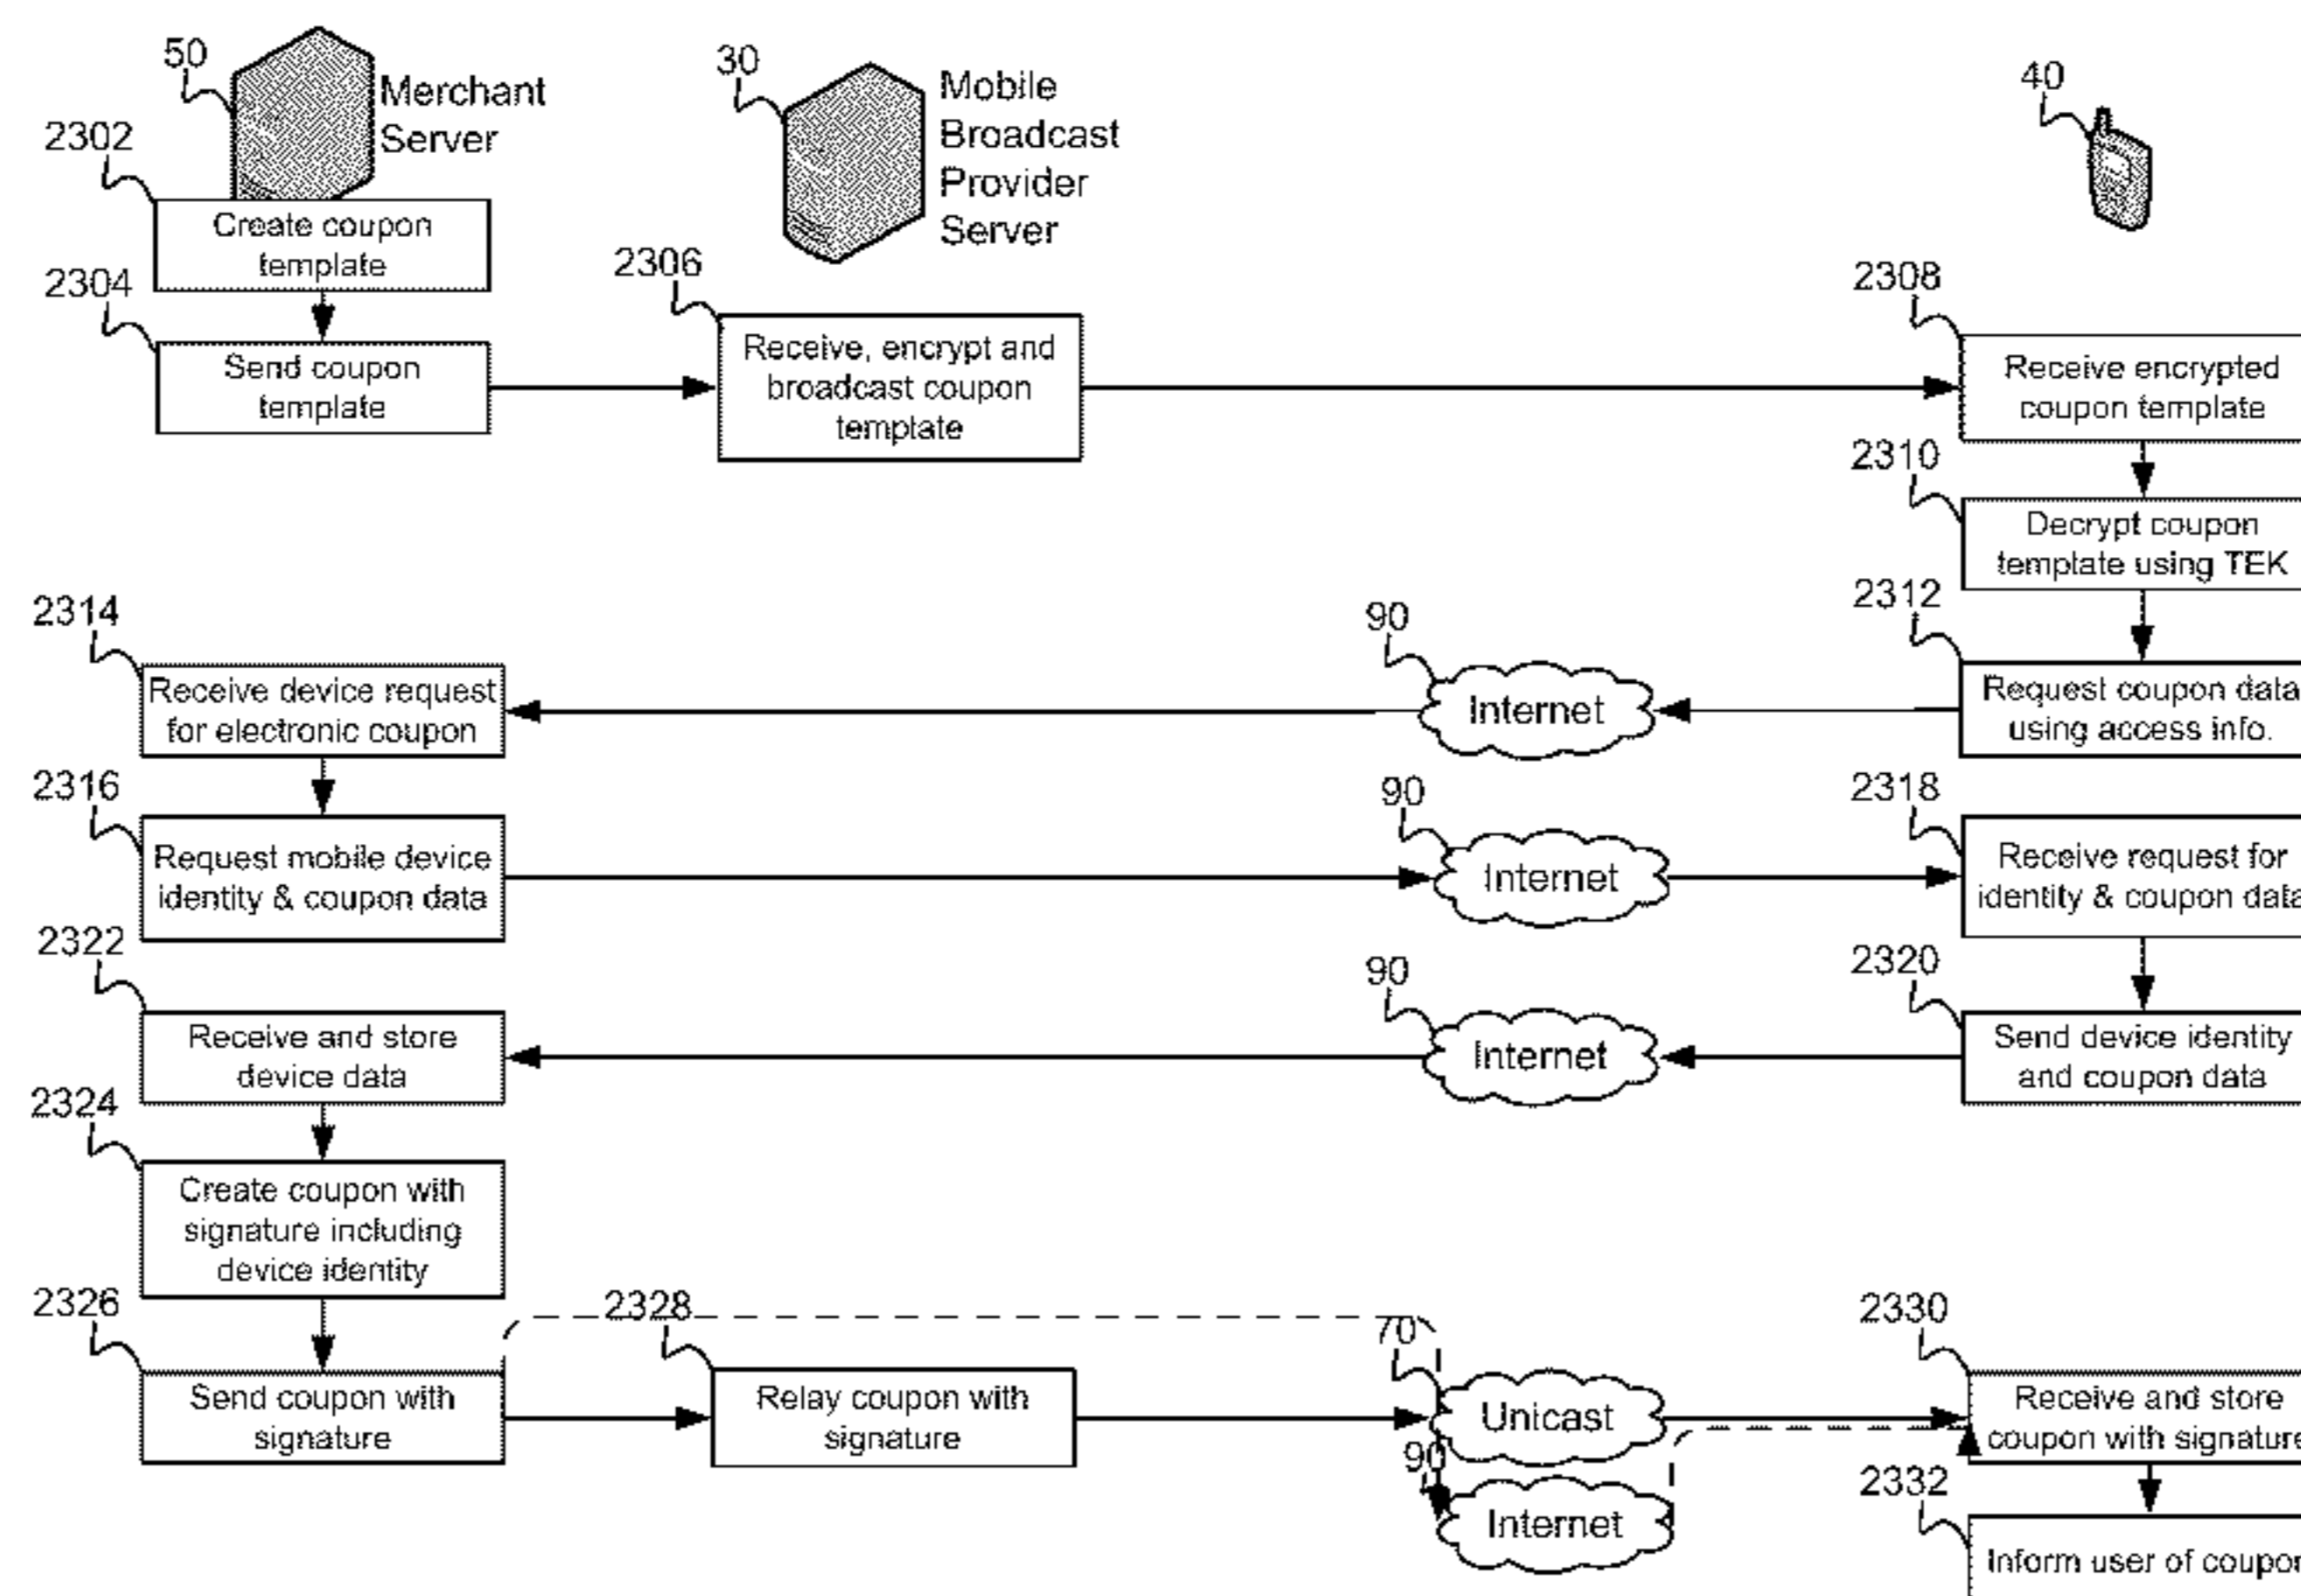 50
Merchant
Server
30
Mobile
Broadcast
Provider
Server
40
2302
Create coupon
template
2304
Send coupon
template
2306
Receive, encrypt and
broadcast coupon
template
2308
Receive encrypted
coupon template
2310
Decrypt coupon
template using TEK
2312
Request coupon data
using access info.
90
Internet
2314
Receive device request
for electronic coupon
2316
Request mobile device
identity & coupon data
90
Internet
2318
Receive request for
identity & coupon data
2320
Send device identity
and coupon data
90
Internet
2322
Receive and store
device data
2324
Create coupon with
signature including
device identity
2326
Send coupon with
signature
2328
Relay coupon with
signature
70
Unicast
90
Internet
2330
Receive and store
coupon with signature
2332
Inform user of coupon